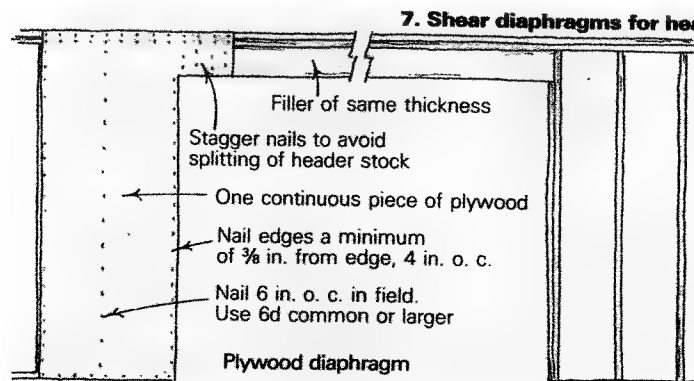 7. Shear diaphragms for
Filler of same thickness
Stagger nails to avoid
splitting of header stock
One continuous piece of plywood
Nail edges a minimum
of ⅜ in. from edge, 4 in. o. c.
Nail 6 in. o. c. in field.
Use 6d common or larger
Plywood diaphragm